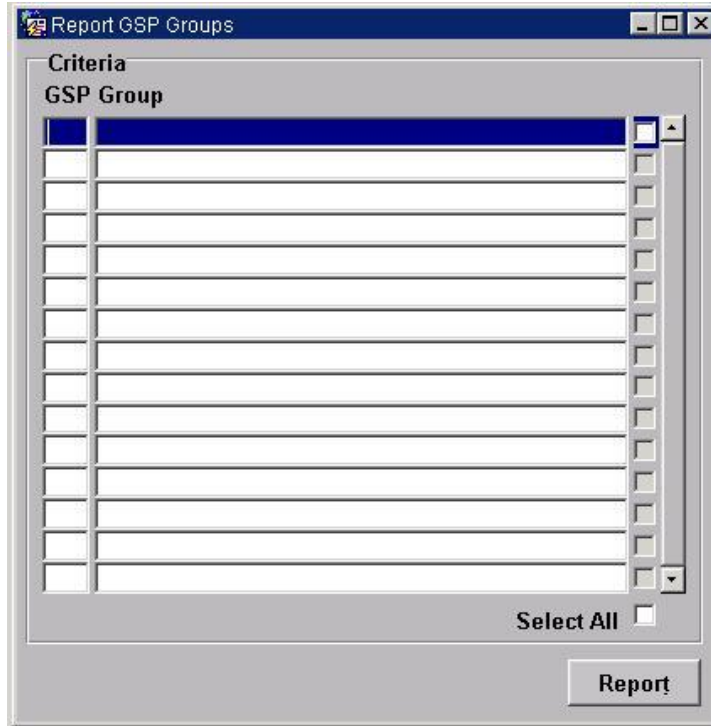 Report GSP Groups
Criteria
GSP Group
Select All
Report